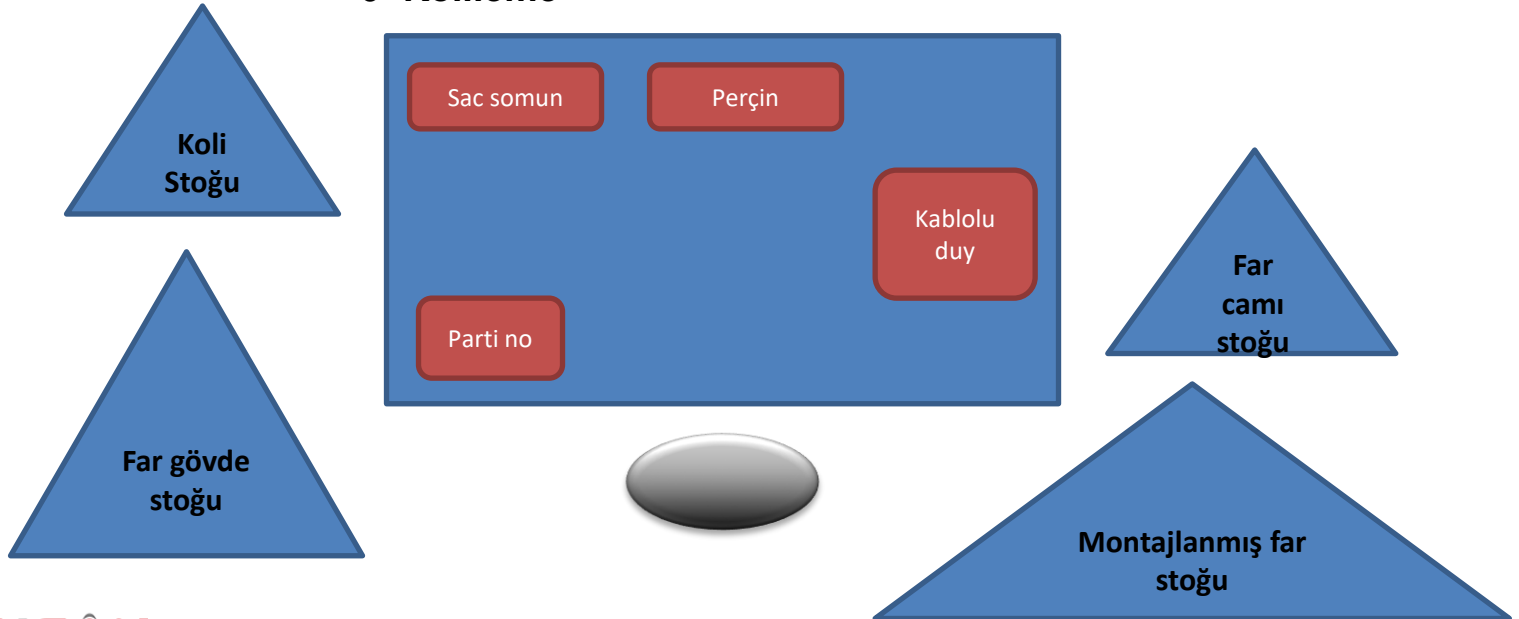 Sac somun
Perçin
Koli
Stoğu
Kablolu
duy
Far
camı
stoğu
Parti no
Far gövde
stoğu
Montajlanmış far
stoğu